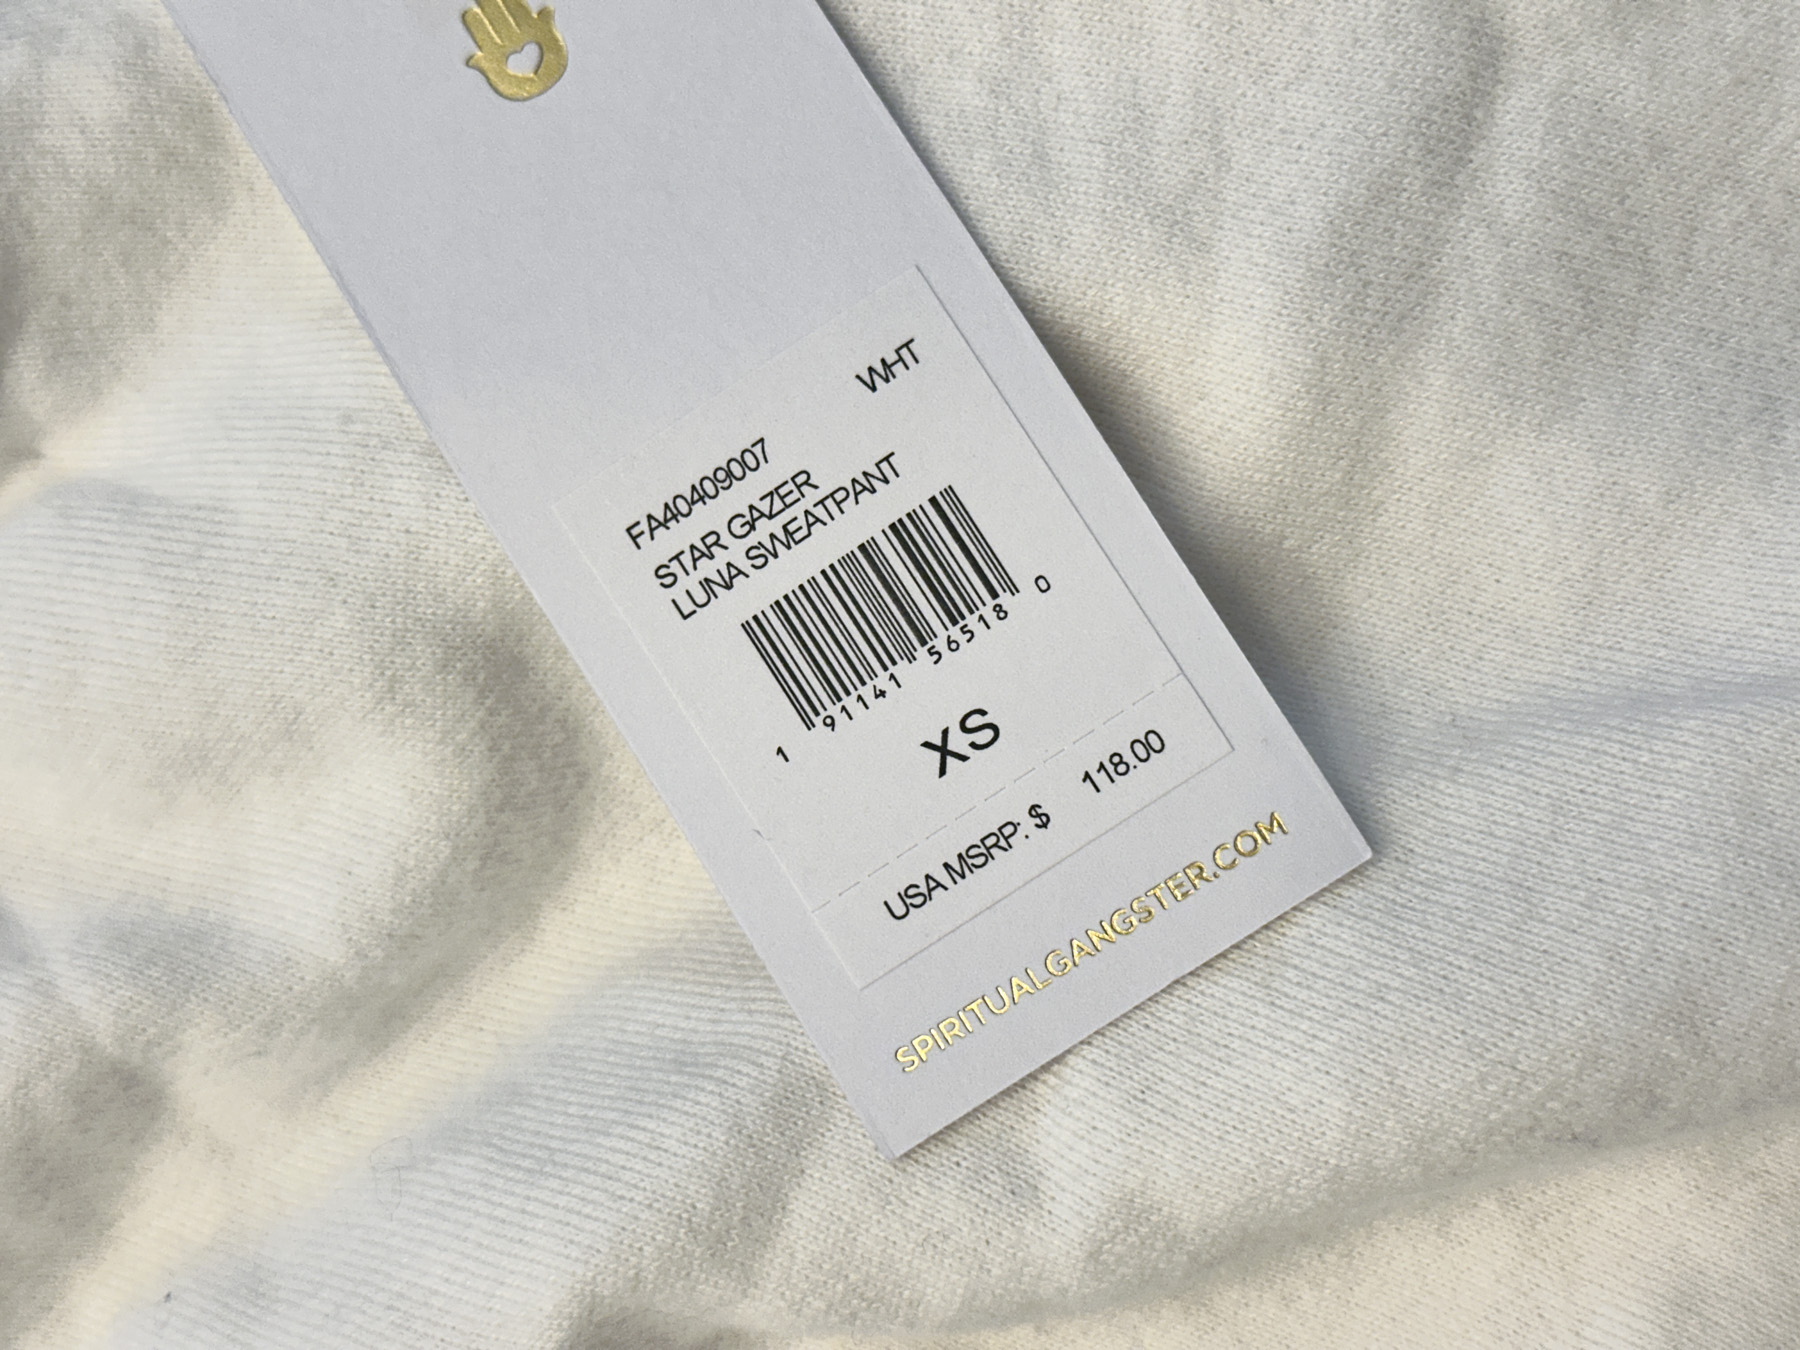 WHT
FA40409007
STAR GAZER
LUNA SWEATPANT
1 91141 56518 0
XS
USA MSRP: $ 118.00
SPIRITUALGANGSTER.COM